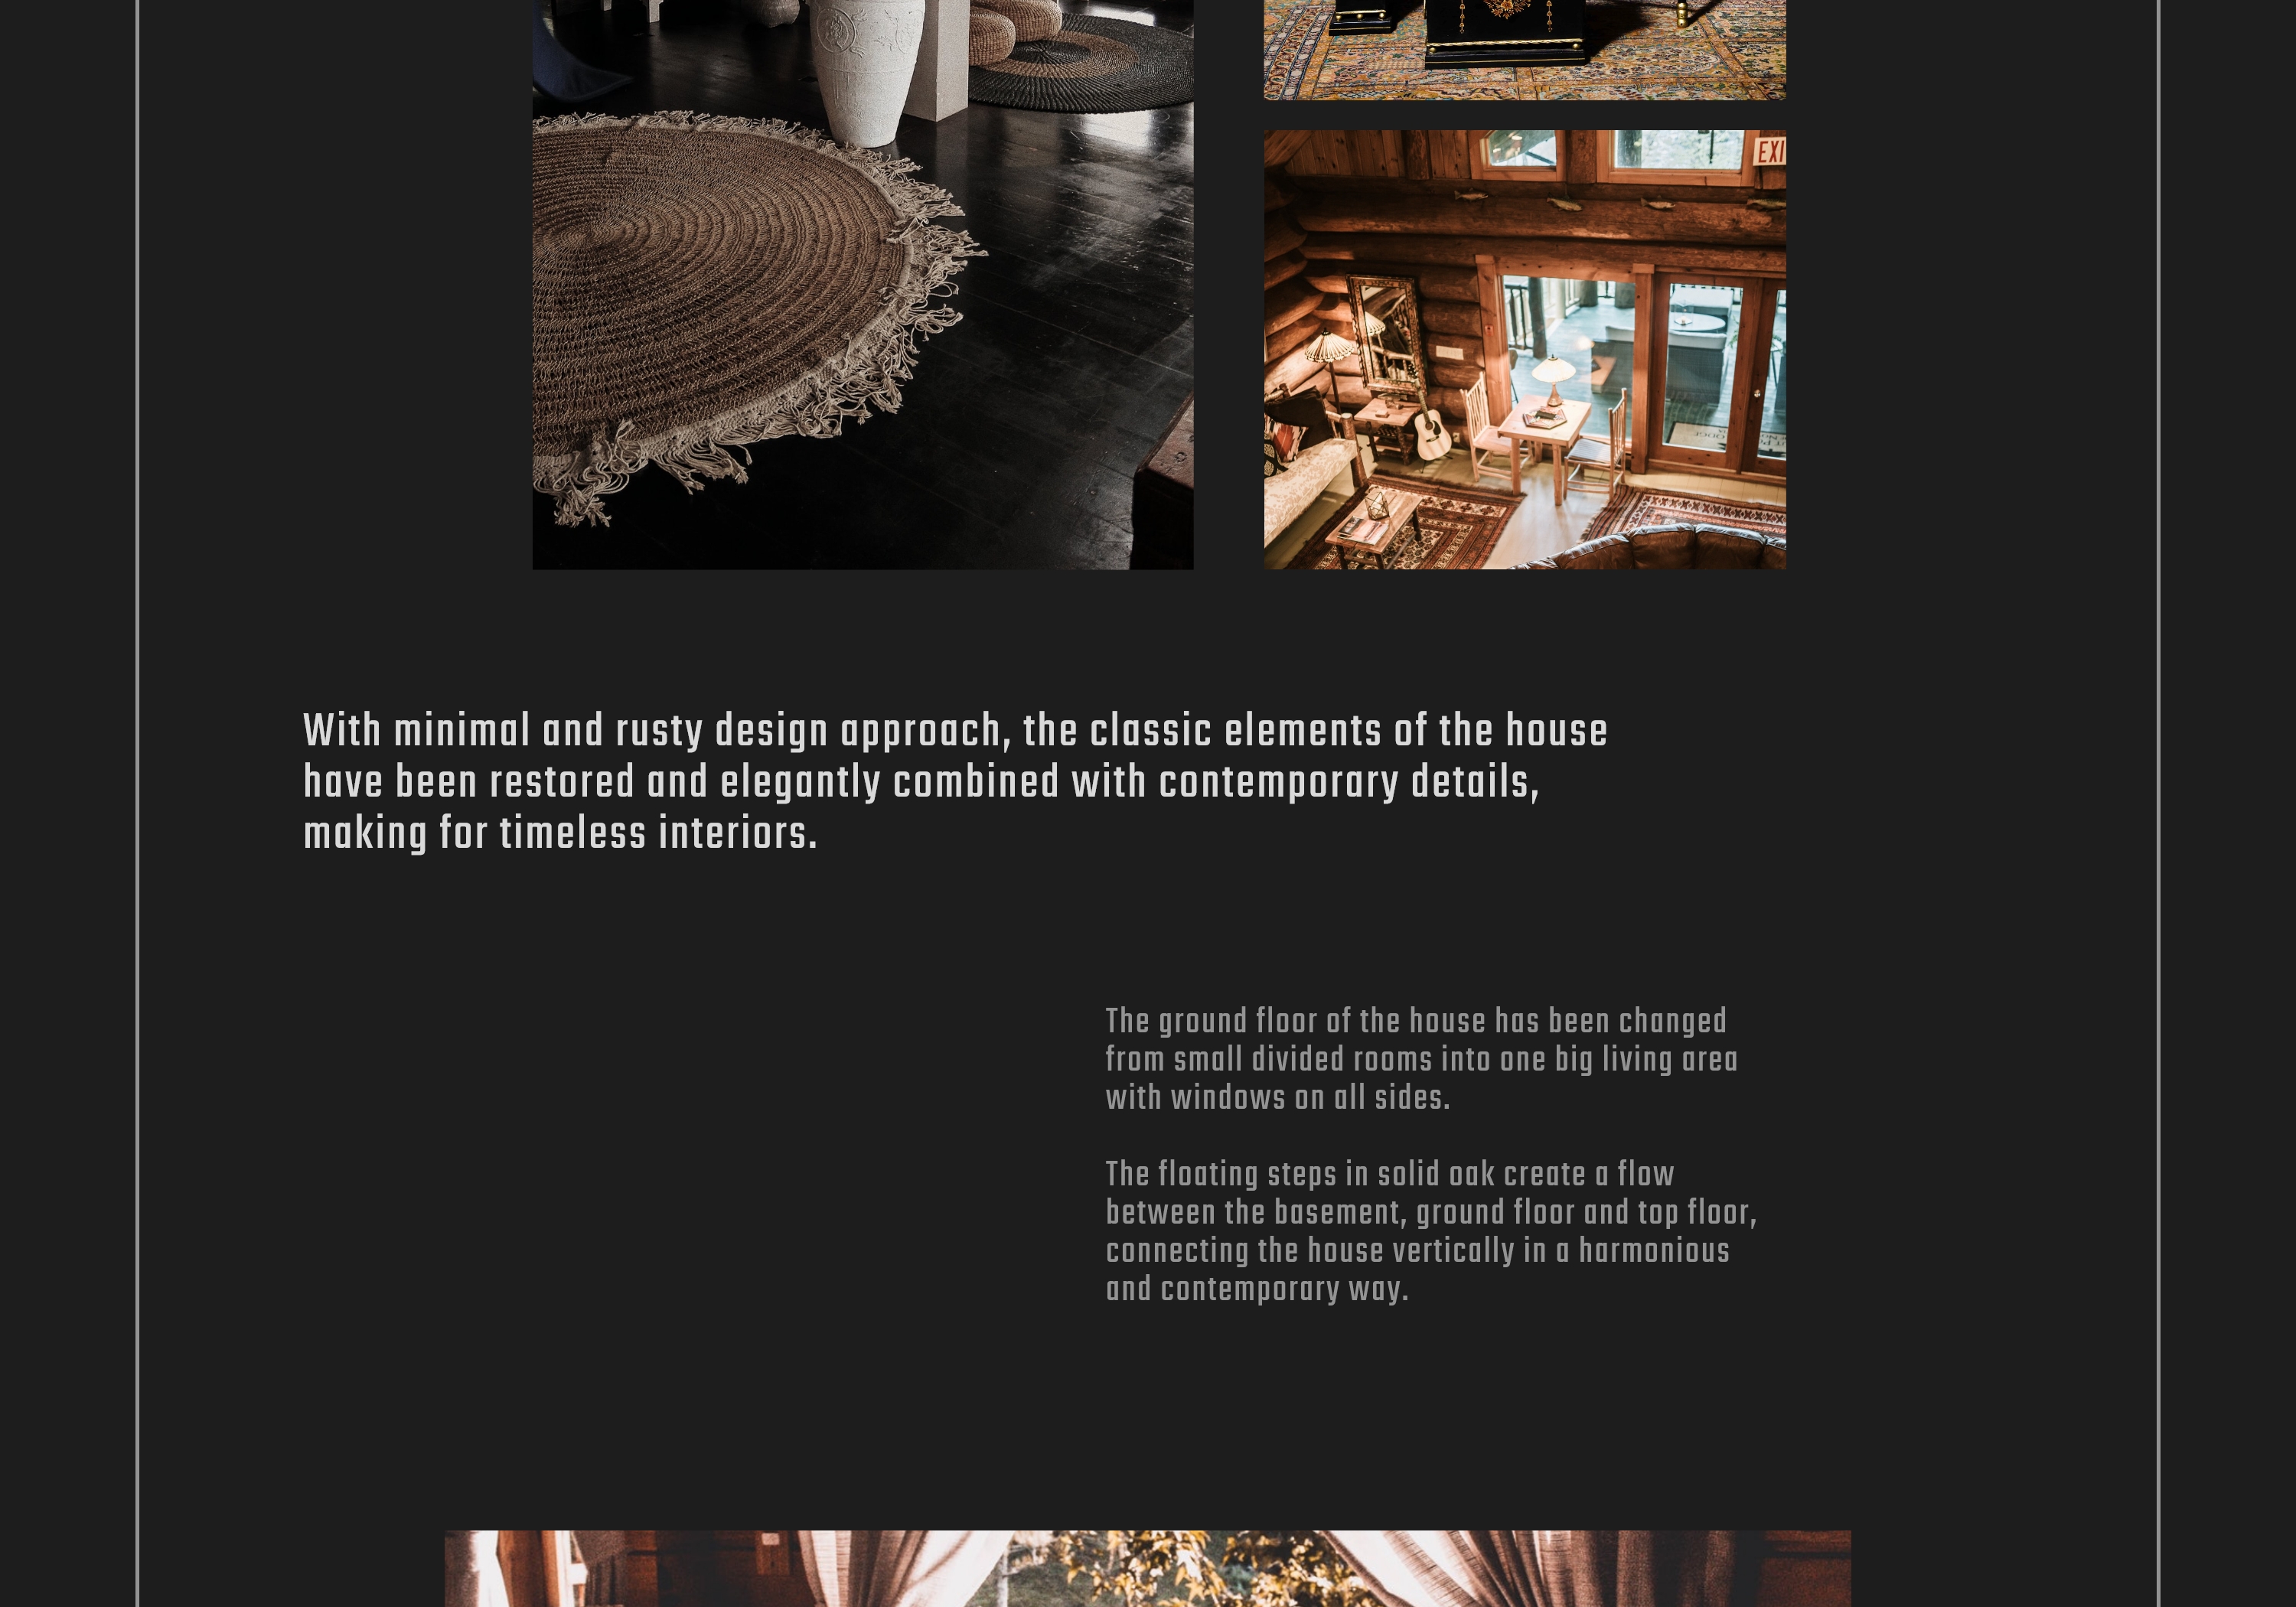 EXI
With minimal and rusty design approach, the classic elements of the house
have been restored and elegantly combined with contemporary details,
making for timeless interiors.
The ground floor of the house has been changed
from small divided rooms into one big living area
with windows on all sides.
The floating steps in solid oak create a flow
between the basement, ground floor and top floor,
connecting the house vertically in a harmonious
and contemporary way.